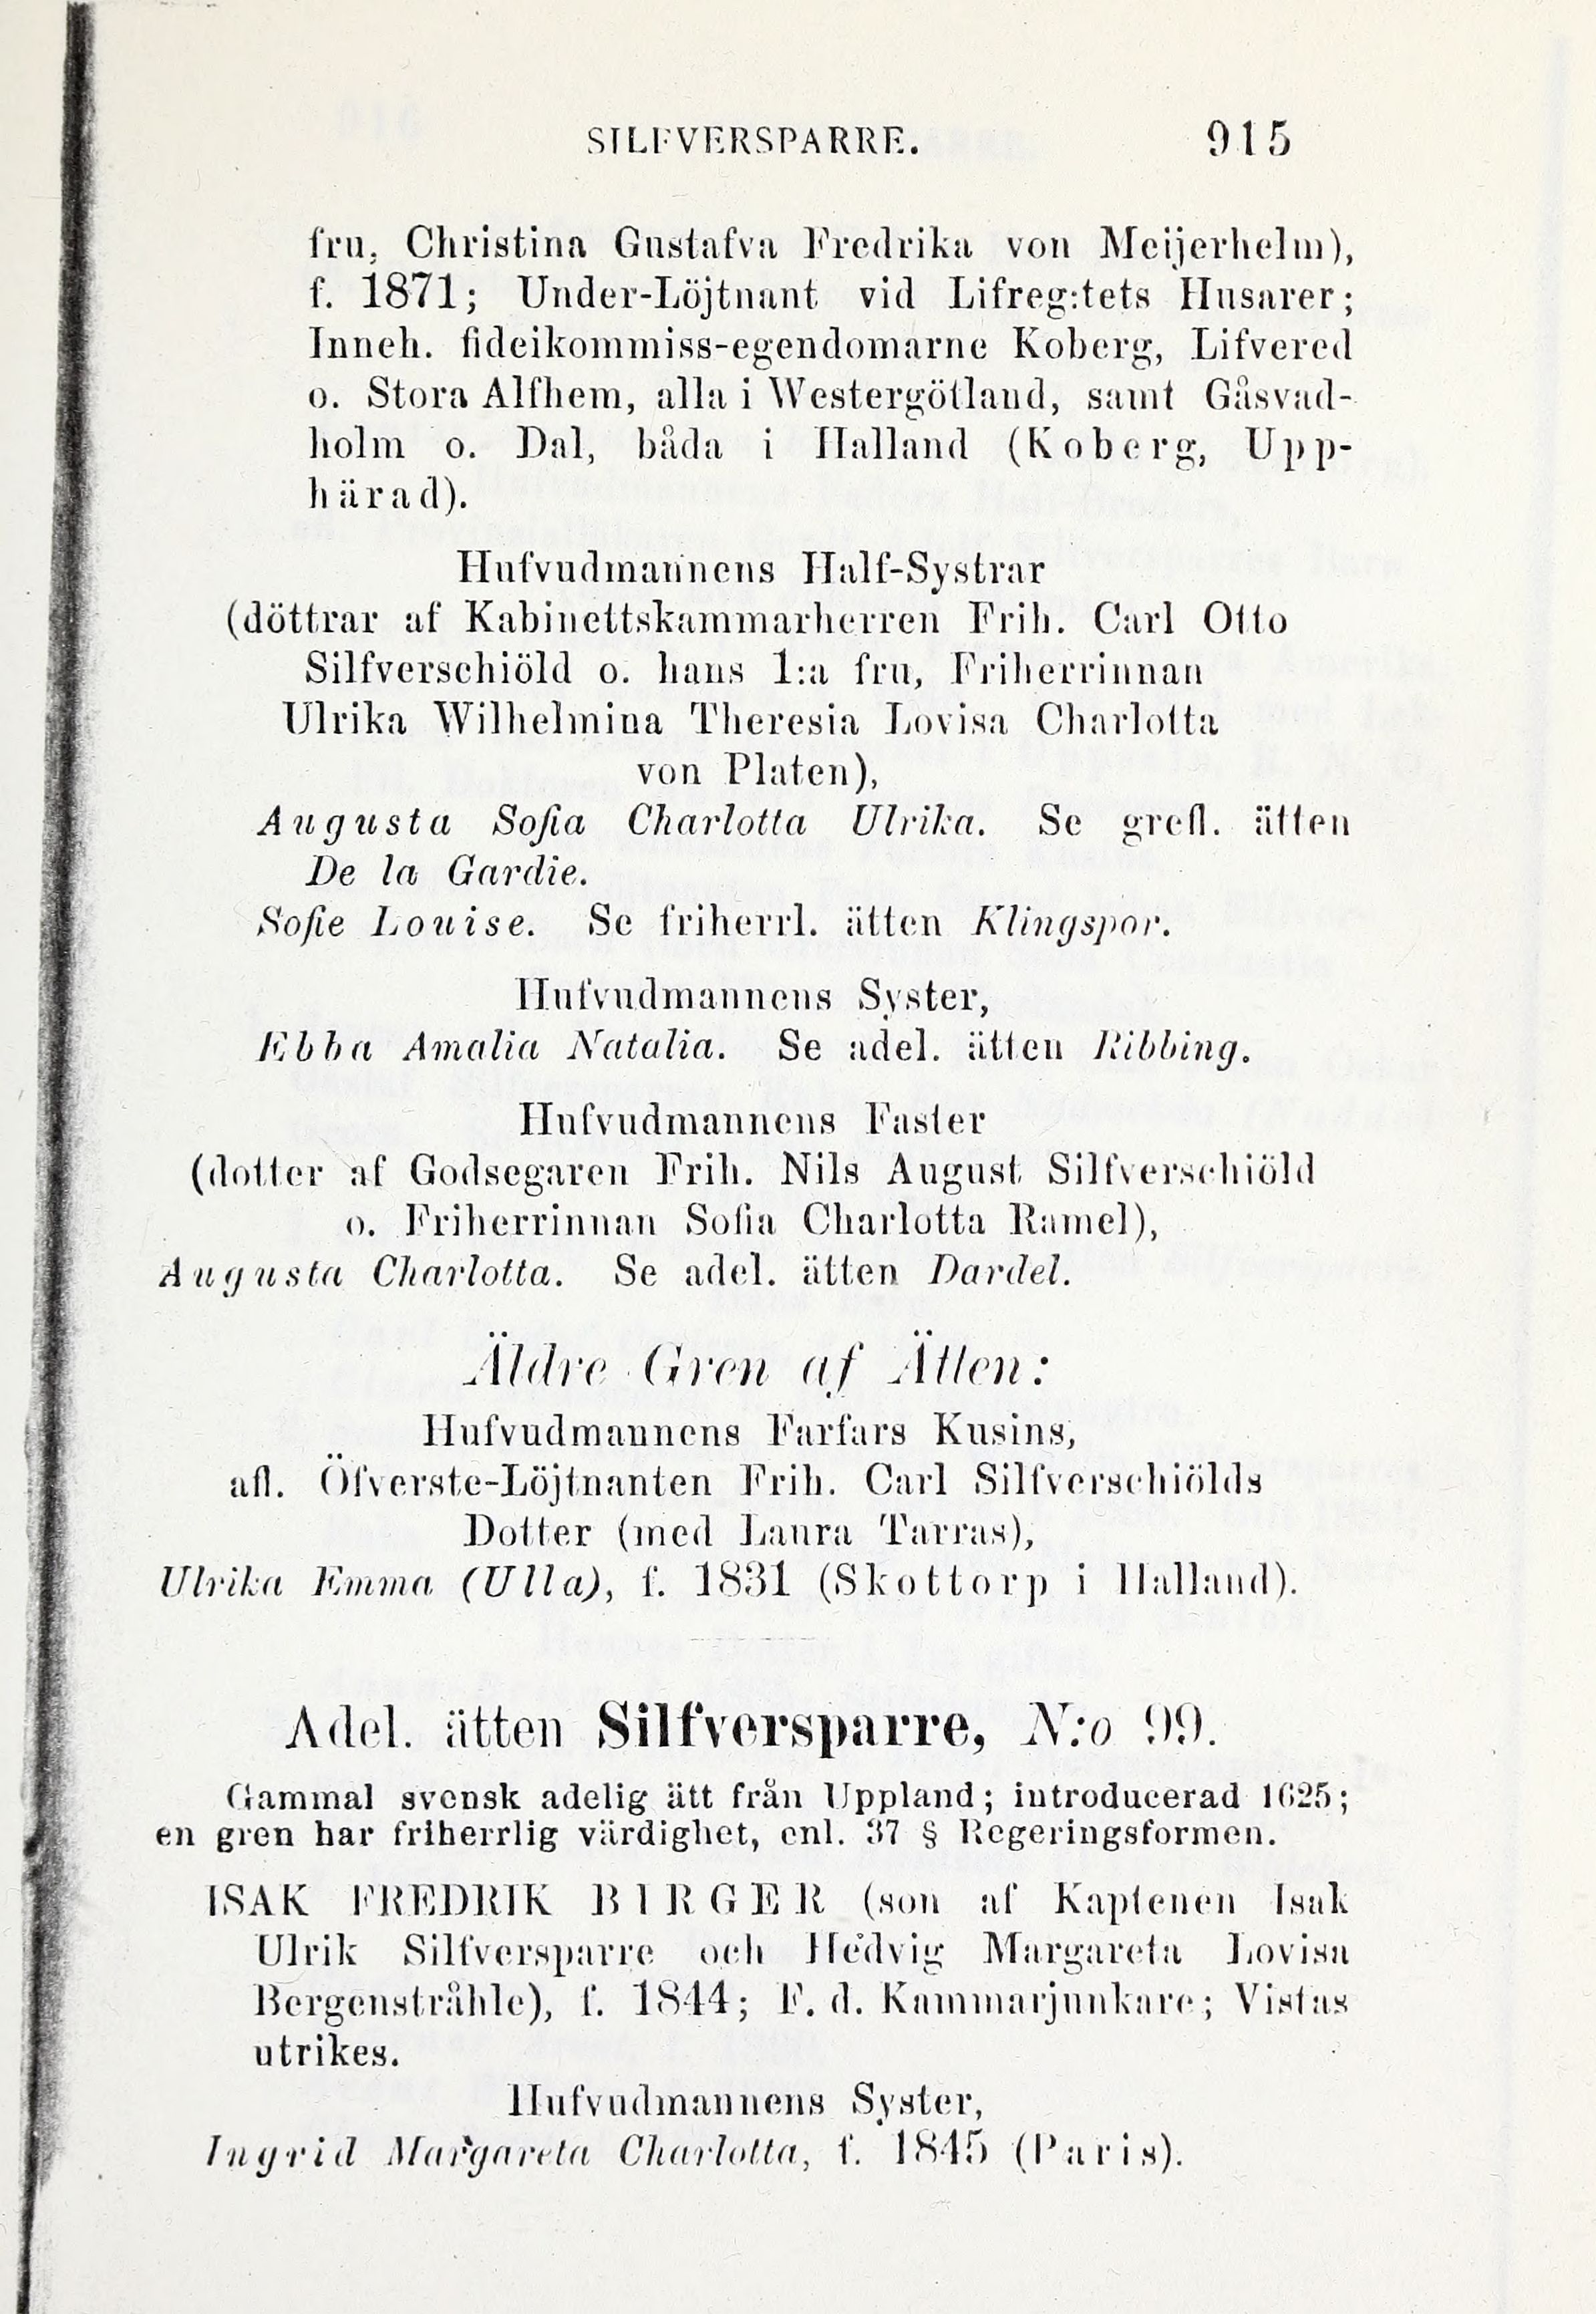 SILFVERSPARRE. 915
fru, Christina Gustafva Fredrika von Meijerhelm),
f. 1871; Under-Löjtnant vid Lifreg:tets Husarer;
Inneh. fideikommiss-egendomarne Koberg, Lifvered
o. Stora Alfhem, alla i Westergötland, samt Gåsvad-
holm o. Dal, båda i Halland (Koberg, Upp-
härad).
Hufvudmannens Half-Systrar
(döttrar af Kabinettskammarherren Frih. Carl Otto
Silfverschiöld o. hans 1:a fru, Friherrinnan
Ulrika Wilhelmina Theresia Lovisa Charlotta
von Platen),
Augusta Sofia Charlotta Ulrika. Se grefl. ätten
De la Gardie.
Sofie Louise. Se friherrl. ätten Klingspor.
Hufvudmannens Syster,
Ebba Amalia Natalia. Se adel. ätten Ribbing.
Hufvudmannens Faster
(dotter af Godsegaren Frih. Nils August Silfverschiöld
o. Friherrinnan Sofia Charlotta Ramel),
Augusta Charlotta. Se adel. ätten Dardel.
Äldre Gren af Ätten:
Hufvudmannens Farfars Kusins,
afl. Öfverste-Löjtnanten Frih. Carl Silfverschiölds
Dotter (med Laura Tarras),
Ulrika Emma (Ulla), f. 1831 (Skottorp i Halland).
Adel. ätten Silfversparre, N:o 99.
Gammal svensk adelig ätt från Uppland; introducerad 1625;
en gren har friherrlig värdighet, enl. 37 § Regeringsformen.
ISAK FREDRIK BIRGER (son af Kaptenen Isak
Ulrik Silfversparre och Hedvig Margareta Lovisa
Bergenstråhle), f. 1844; F. d. Kammarjunkare; Vistas
utrikes.
Hufvudmannens Syster,
Ingrid Margareta Charlotta, f. 1845 (Paris).